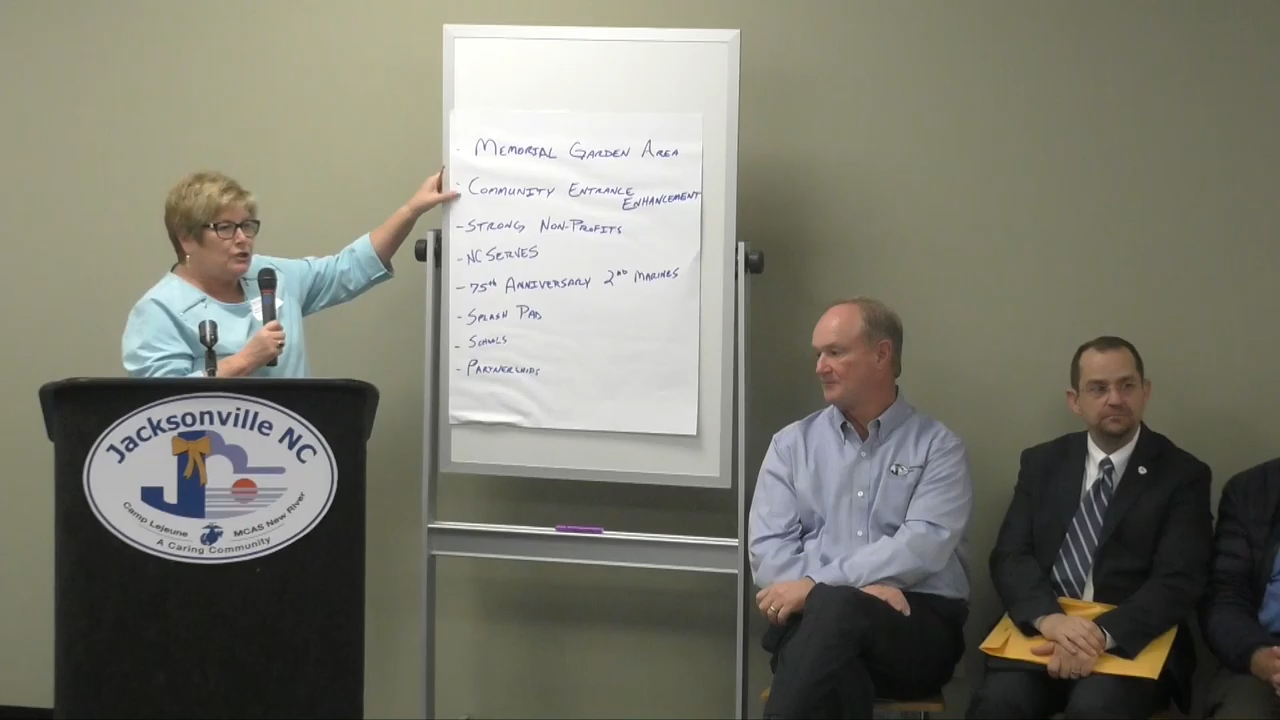 - MEMORIAL GARDEN AREA
- COMMUNITY ENTRANCE
ENHANCEMENT
- STRONG NON-PROFITS
- NC SERVES
- 75th ANNIVERSARY 2nd MARINES
- SPLASH PAD
- SCHOOLS
- PARTNERSHIPS
Jacksonville NC
Camp Lejeune MCAS New River
A Caring Community